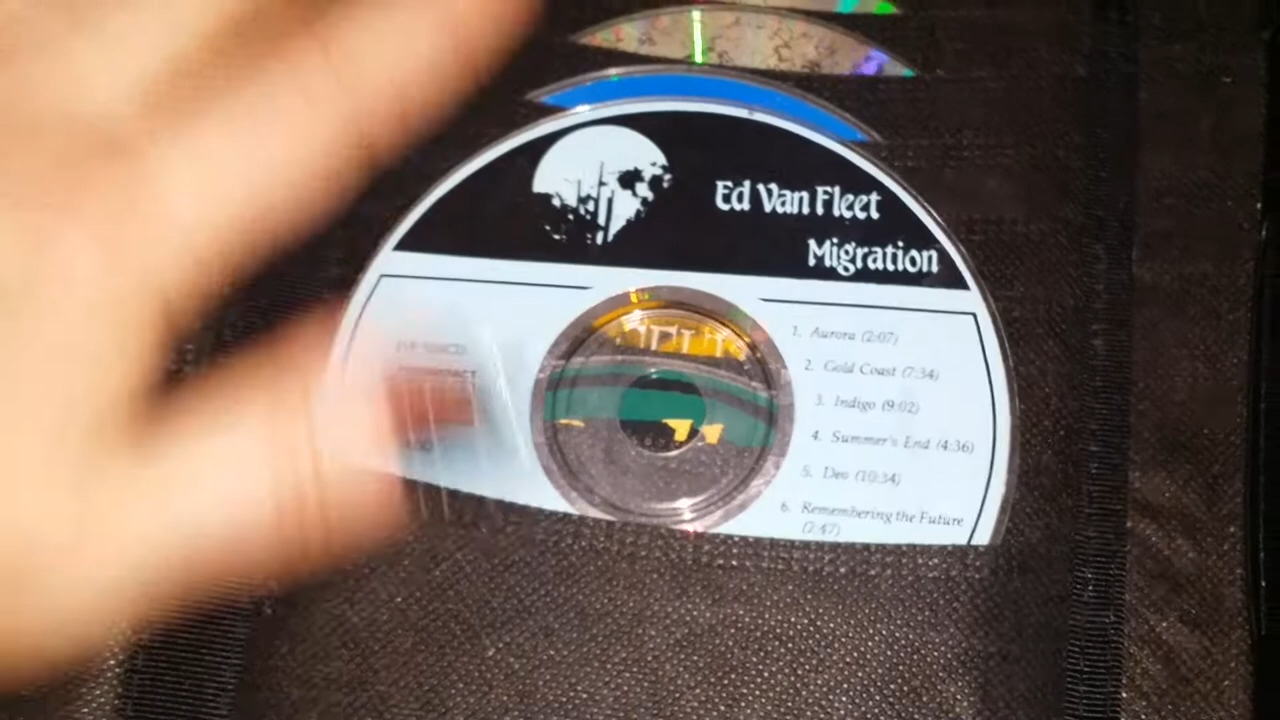 Ed Van Fleet
Migration
1. Aurora (2:07)
2. Gold Coast (7:34)
3. Indigo (9:02)
4. Summer's End (4:36)
5. Deo (10:34)
6. Remembering the Future
(7:47)